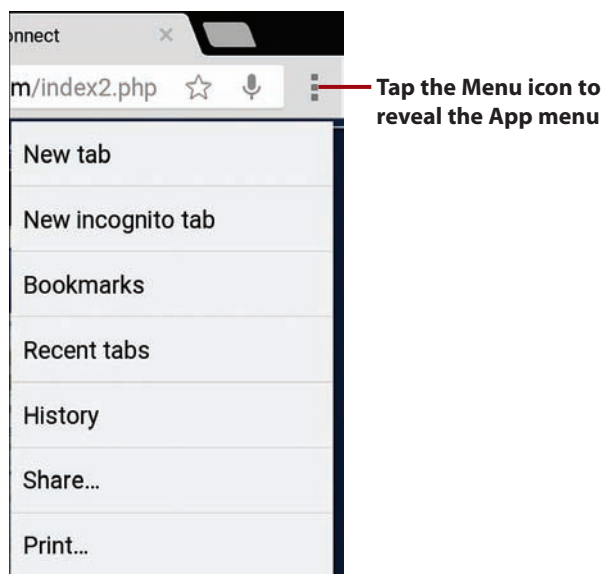 onnect
m/index2.php
Tap the Menu icon to
reveal the App menu
New tab
New incognito tab
Bookmarks
Recent tabs
History
Share...
Print...